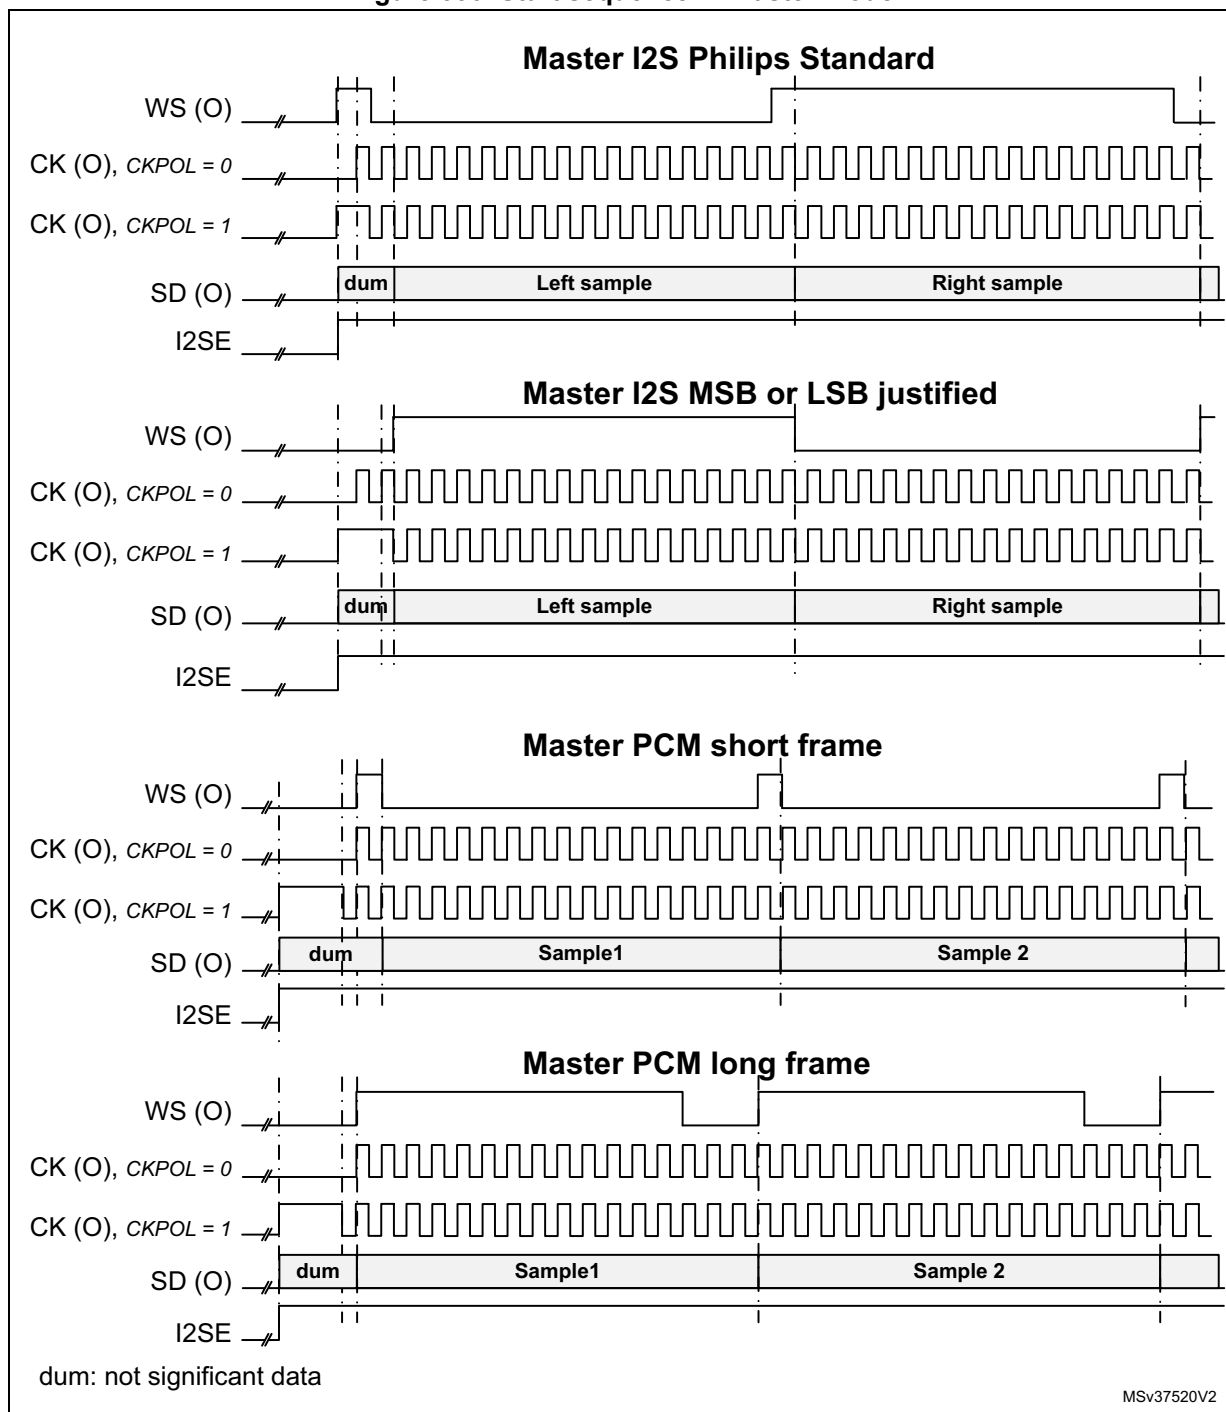 Master I2S Philips Standard
WS (O)
CK (O), CKPOL = 0
CK (O), CKPOL = 1
SD (O)
dum
Left sample
Right sample
I2SE
Master I2S MSB or LSB justified
WS (O)
CK (O), CKPOL = 0
CK (O), CKPOL = 1
SD (O)
dum
Left sample
Right sample
I2SE
Master PCM short frame
WS (O)
CK (O), CKPOL = 0
CK (O), CKPOL = 1
SD (O)
dum
Sample1
Sample 2
I2SE
Master PCM long frame
WS (O)
CK (O), CKPOL = 0
CK (O), CKPOL = 1
SD (O)
dum
Sample1
Sample 2
I2SE
dum: not significant data
MSv37520V2